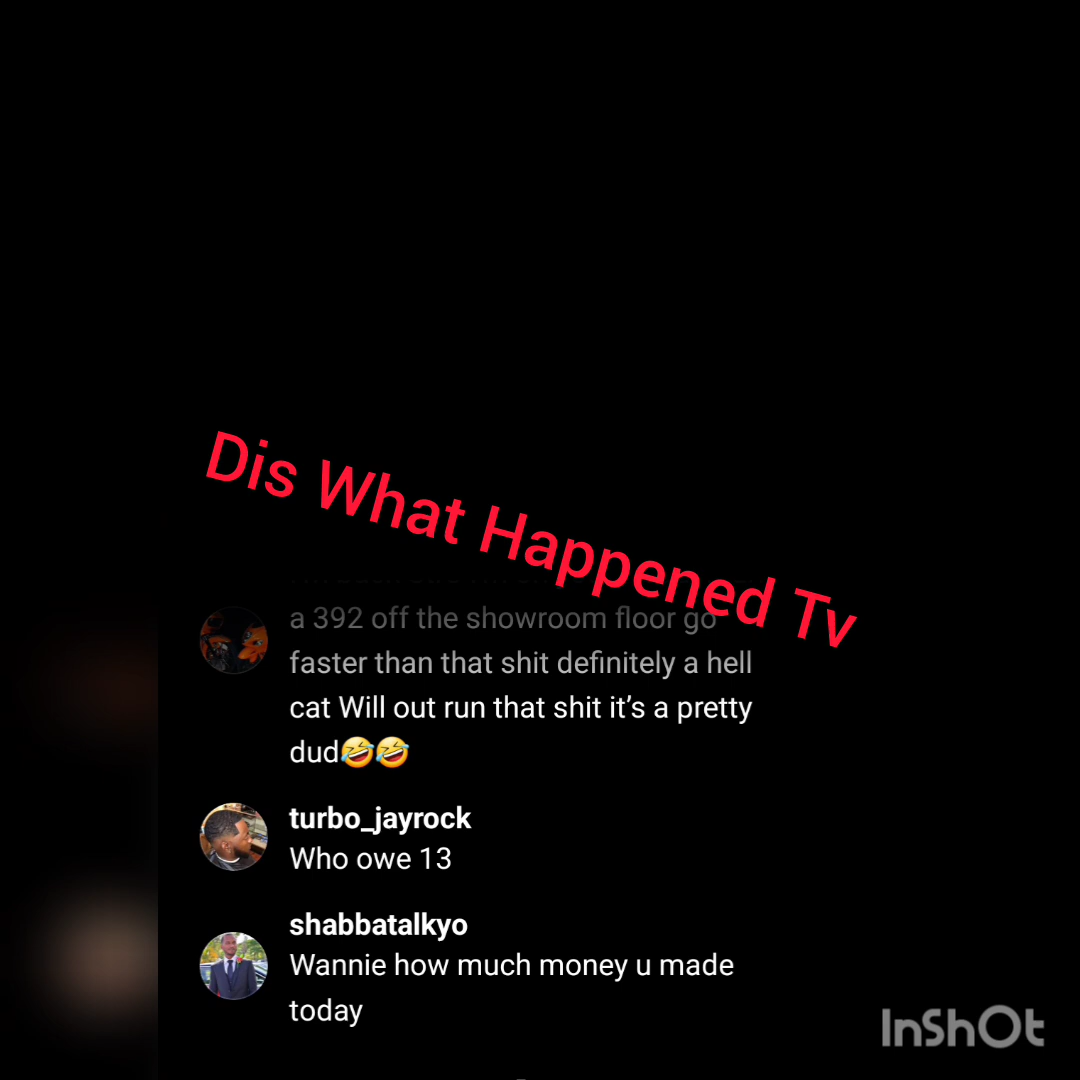 Dis What Happened Tv
a 392 off the showroom floor go
faster than that shit definitely a hell
cat Will out run that shit it’s a pretty
dud🤣🤣
turbo_jayrock
Who owe 13
shabbatalkyo
Wannie how much money u made
today
InShOt